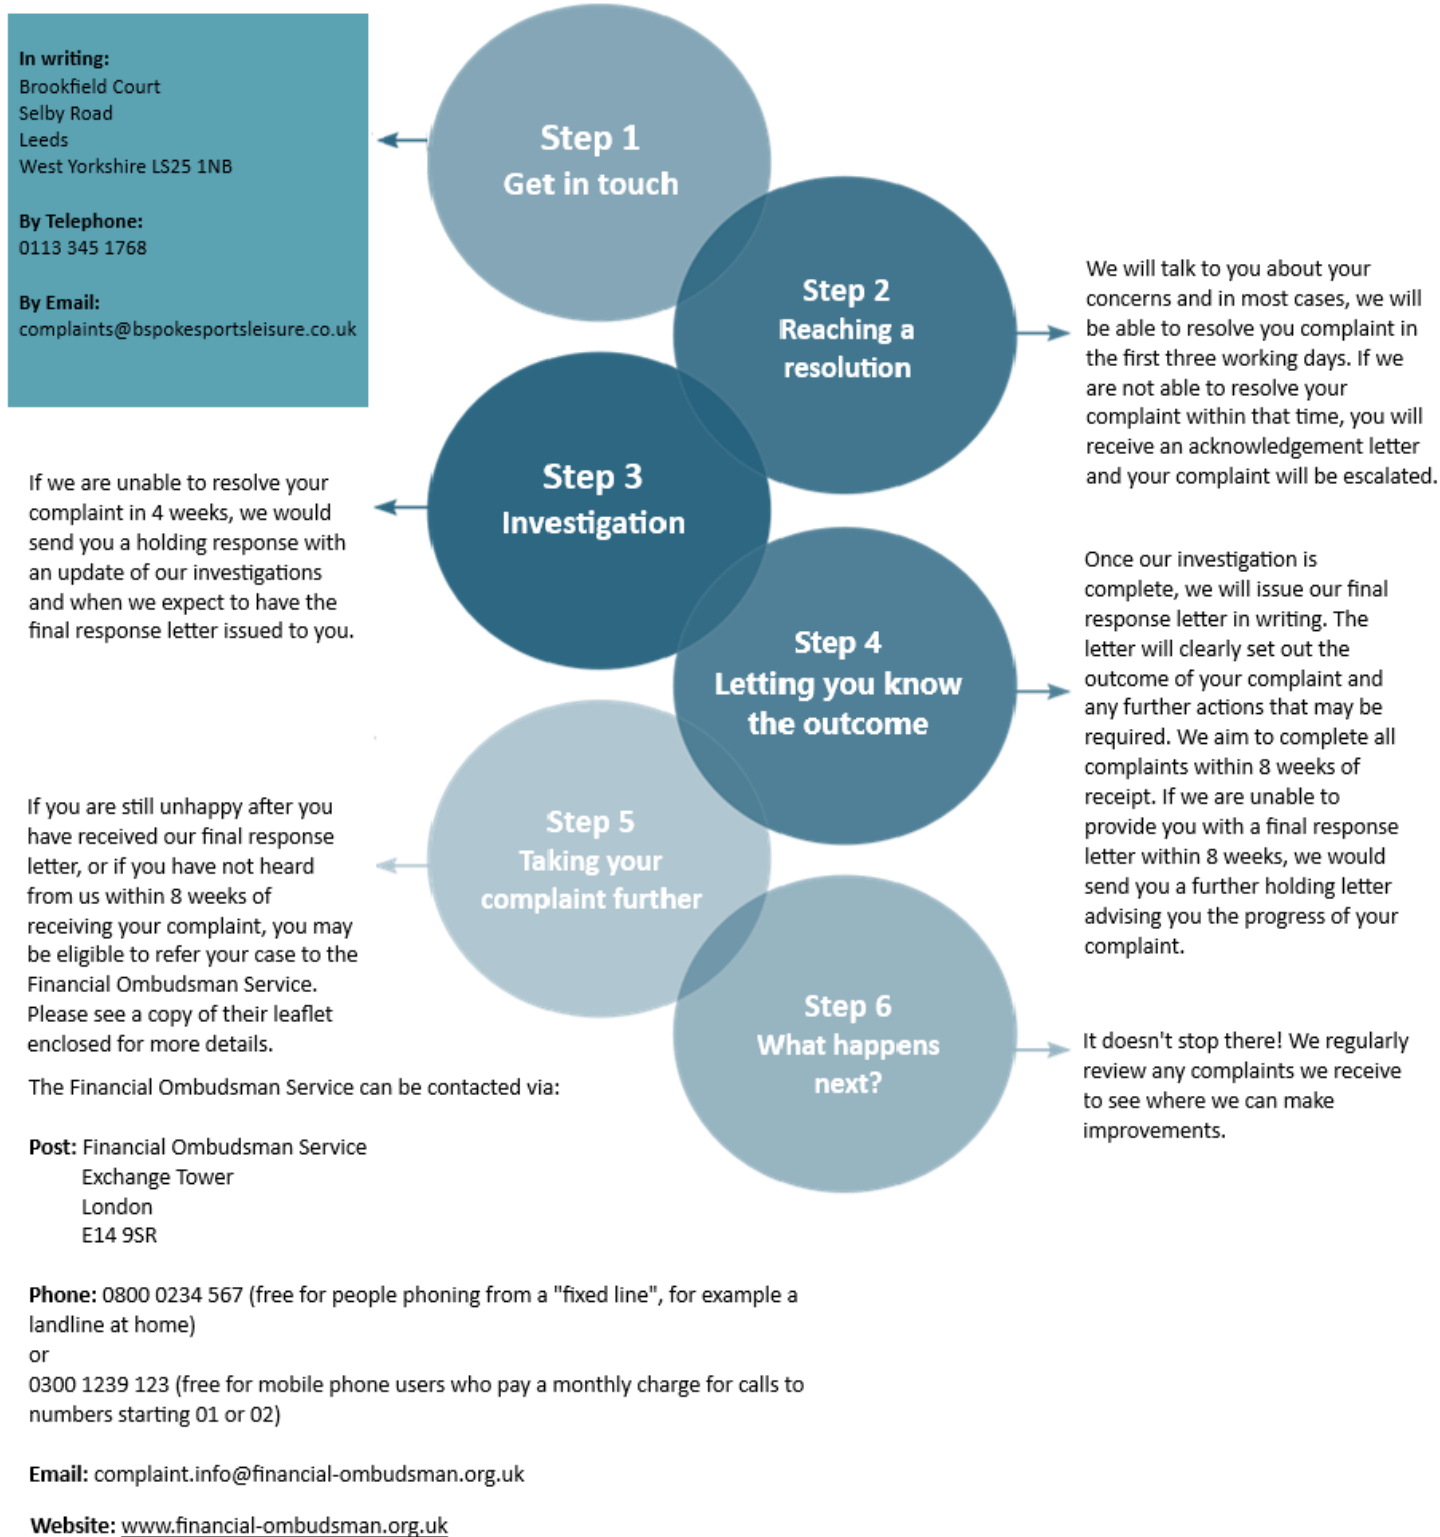 In writing:
Brookfield Court
Selby Road
Leeds
West Yorkshire LS25 1NB
By Telephone:
0113 345 1768
By Email:
complaints@bspokesportsleisure.co.uk
Step 1
Get in touch
Step 2
Reaching a
resolution
We will talk to you about your
concerns and in most cases, we will
be able to resolve you complaint in
the first three working days. If we
are not able to resolve your
complaint within that time, you will
receive an acknowledgement letter
and your complaint will be escalated.
Step 3
Investigation
If we are unable to resolve your
complaint in 4 weeks, we would
send you a holding response with
an update of our investigations
and when we expect to have the
final response letter issued to you.
Step 4
Letting you know
the outcome
Once our investigation is
complete, we will issue our final
response letter in writing. The
letter will clearly set out the
outcome of your complaint and
any further actions that may be
required. We aim to complete all
complaints within 8 weeks of
receipt. If we are unable to
provide you with a final response
letter within 8 weeks, we would
send you a further holding letter
advising you the progress of your
complaint.
Step 5
Taking your
complaint further
If you are still unhappy after you
have received our final response
letter, or if you have not heard
from us within 8 weeks of
receiving your complaint, you may
be eligible to refer your case to the
Financial Ombudsman Service.
Please see a copy of their leaflet
enclosed for more details.
Step 6
What happens
next?
It doesn't stop there! We regularly
review any complaints we receive
to see where we can make
improvements.
The Financial Ombudsman Service can be contacted via:
Post: Financial Ombudsman Service
Exchange Tower
London
E14 9SR
Phone: 0800 0234 567 (free for people phoning from a "fixed line", for example a
landline at home)
or
0300 1239 123 (free for mobile phone users who pay a monthly charge for calls to
numbers starting 01 or 02)
Email: complaint.info@financial-ombudsman.org.uk
Website: www.financial-ombudsman.org.uk